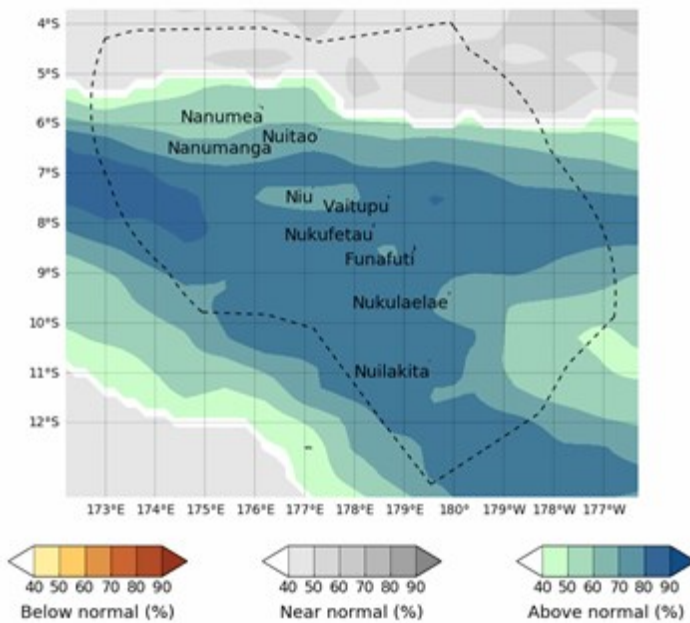 4°S
5°S
Nanumea
6°S
Nuitao
Nanumanga
7°S
Niu
Vaitupu
8°S
Nukufetau
Funafuti
9°S
Nukulaelae
10°S
11°S
Nuilakita
12°S
173°E 174°E 175°E 176°E 177°E 178°E 179°E 180° 179°W 178°W 177°W
40 50 60 70 80 90 40 50 60 70 80 90 40 50 60 70 80 90
Below normal (%) Near normal (%) Above normal (%)